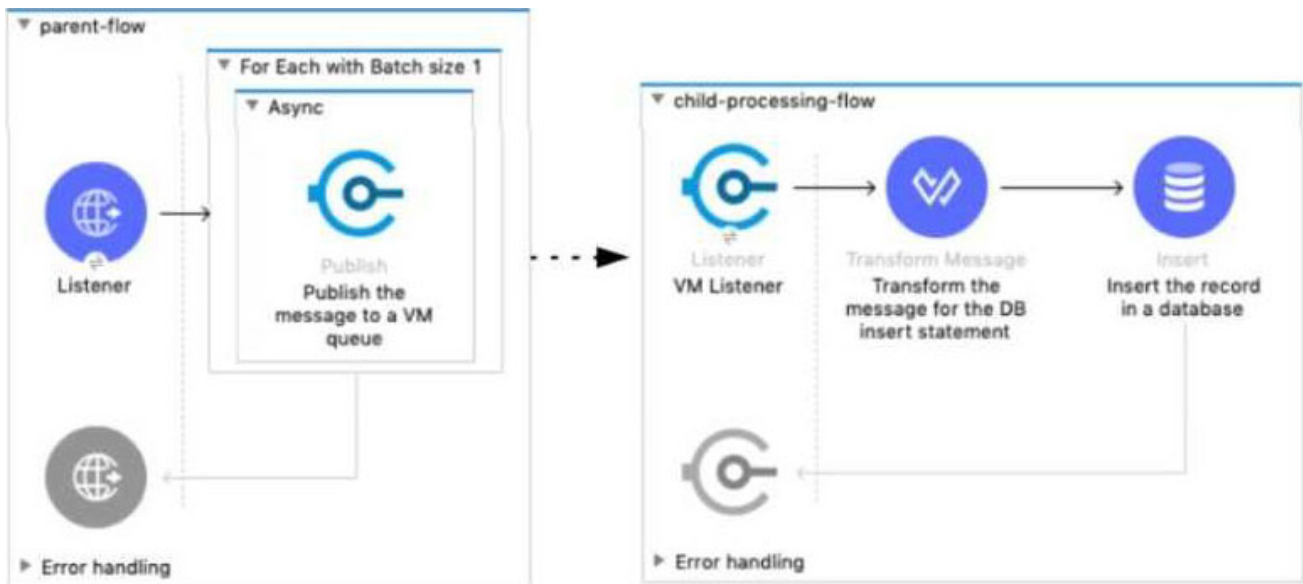 parent-flow
For Each with Batch size 1
Async
Listener
Publish
Publish the
message to a VM
queue
Error handling
child-processing-flow
Listener
VM Listener
Transform Message
Transform the
message for the DB
insert statement
Insert
Insert the record
in a database
Error handling